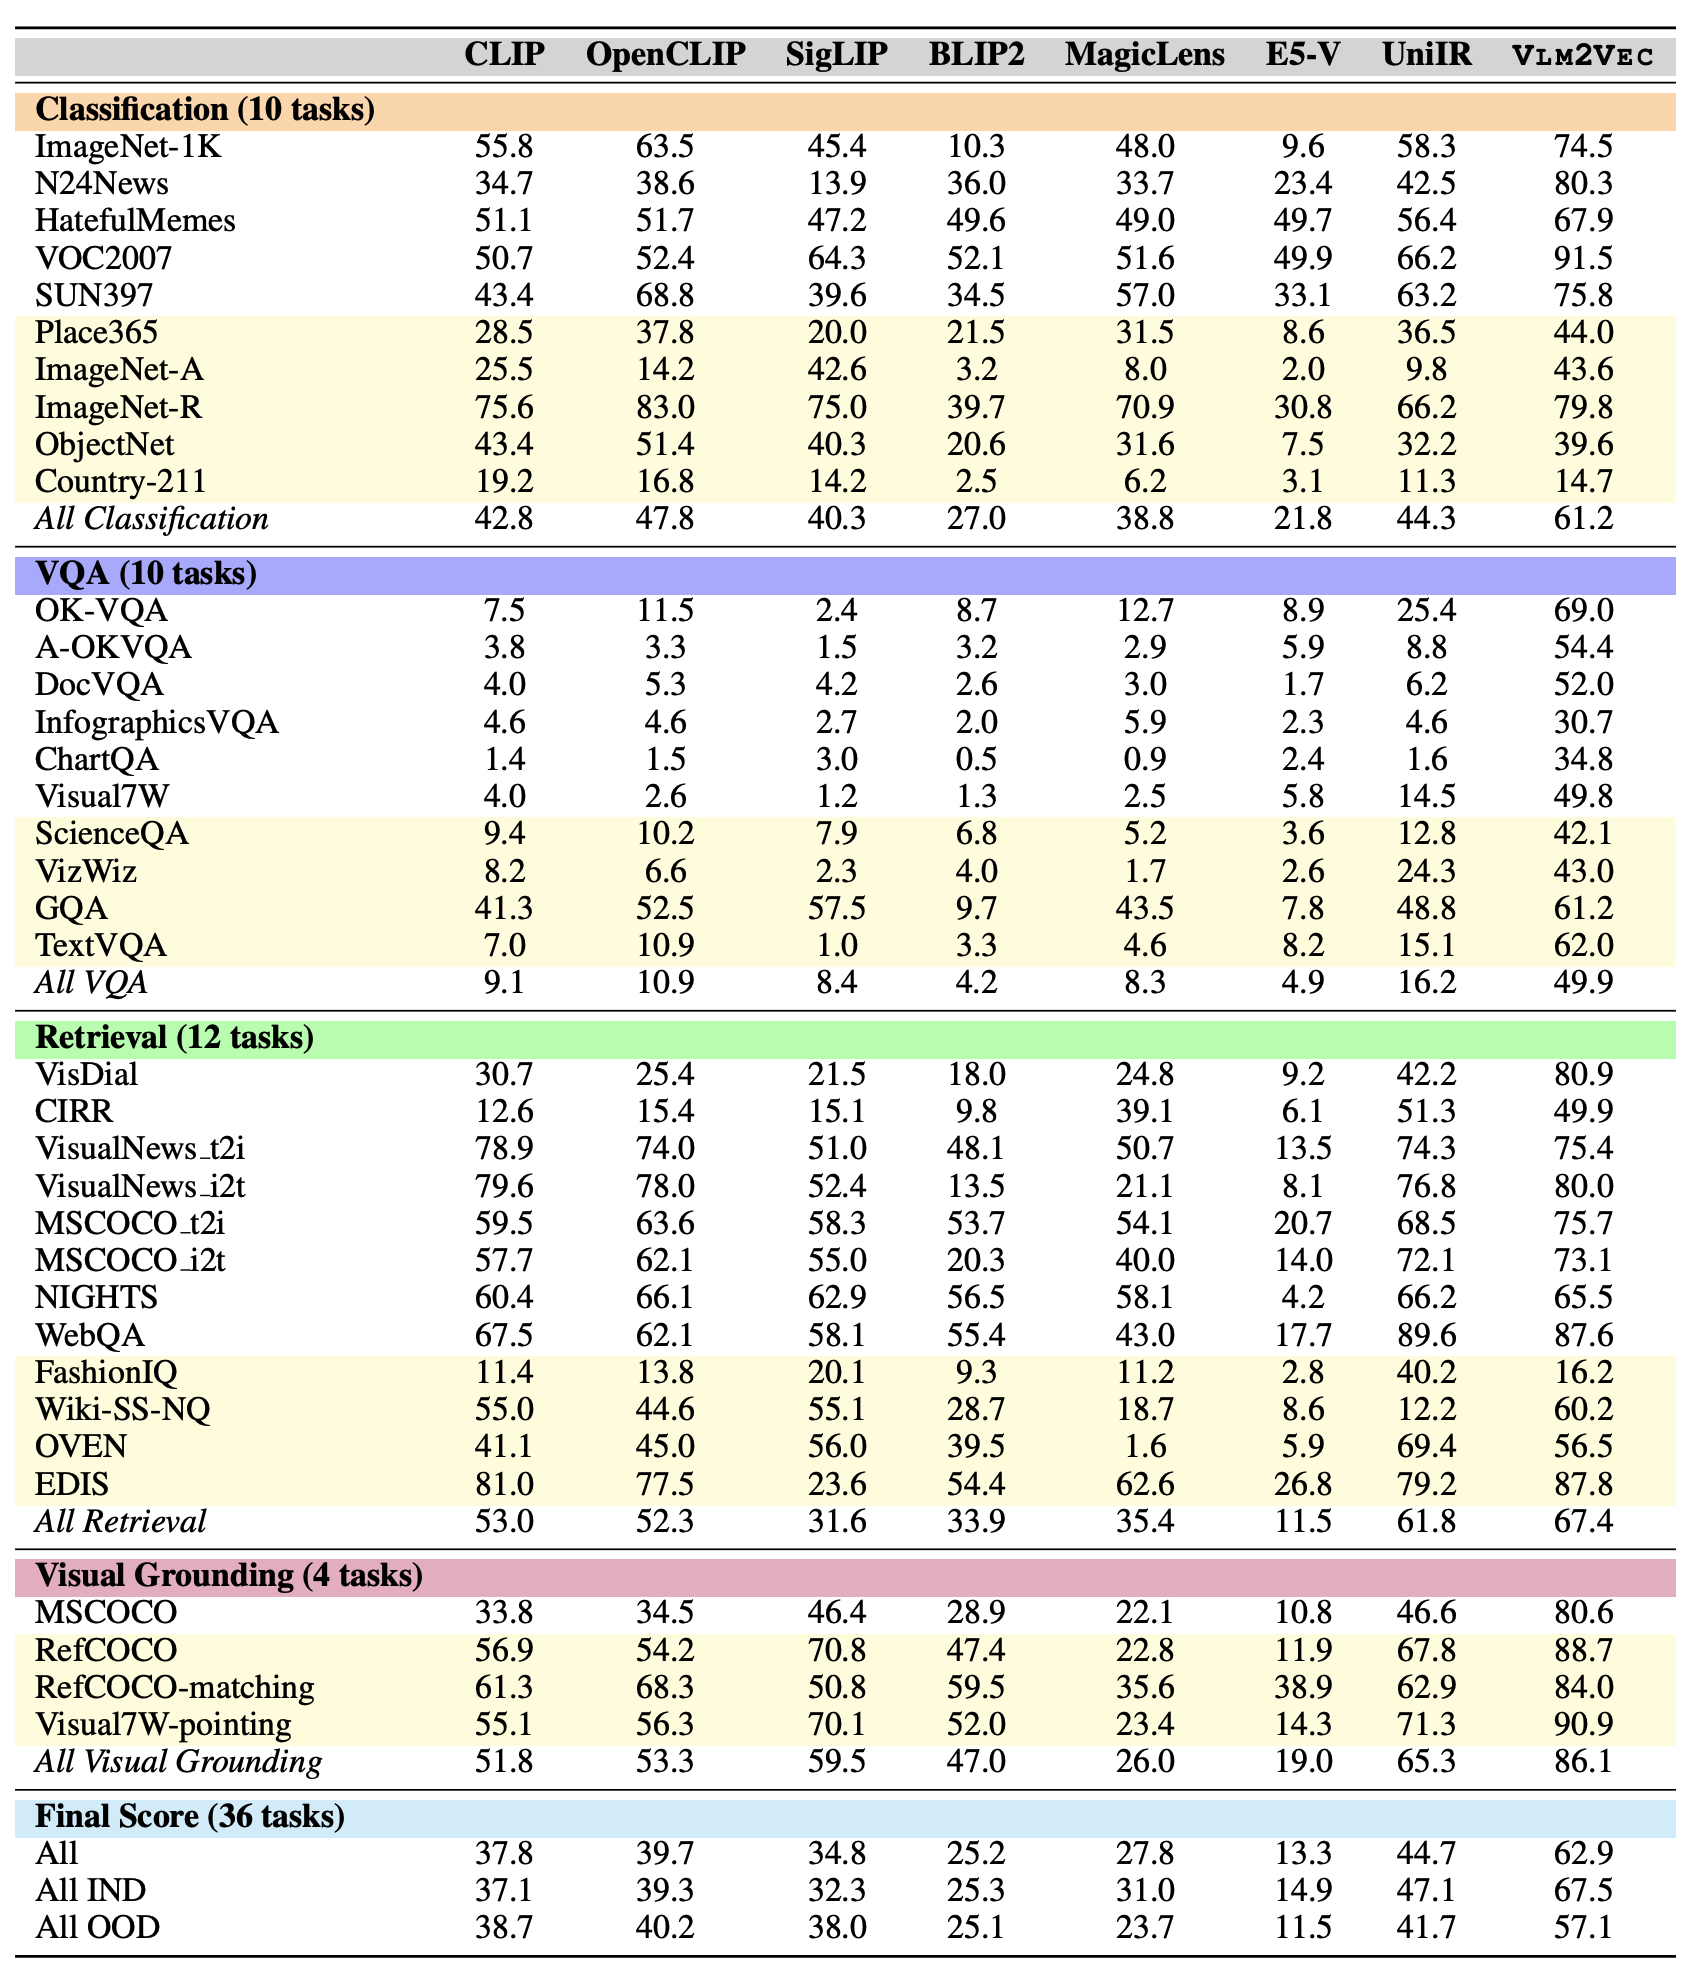 CLIP OpenCLIP SigLIP BLIP2 MagicLens E5-V UniIR VLM2VEC
Classification (10 tasks)
ImageNet-1K 55.8 63.5 45.4 10.3 48.0 9.6 58.3 74.5
N24News 34.7 38.6 13.9 36.0 33.7 23.4 42.5 80.3
HatefulMemes 51.1 51.7 47.2 49.6 49.0 49.7 56.4 67.9
VOC2007 50.7 52.4 64.3 52.1 51.6 49.9 66.2 91.5
SUN397 43.4 68.8 39.6 34.5 57.0 33.1 63.2 75.8
Place365 28.5 37.8 20.0 21.5 31.5 8.6 36.5 44.0
ImageNet-A 25.5 14.2 42.6 3.2 8.0 2.0 9.8 43.6
ImageNet-R 75.6 83.0 75.0 39.7 70.9 30.8 66.2 79.8
ObjectNet 43.4 51.4 40.3 20.6 31.6 7.5 32.2 39.6
Country-211 19.2 16.8 14.2 2.5 6.2 3.1 11.3 14.7
All Classification 42.8 47.8 40.3 27.0 38.8 21.8 44.3 61.2
VQA (10 tasks)
OK-VQA 7.5 11.5 2.4 8.7 12.7 8.9 25.4 69.0
A-OKVQA 3.8 3.3 1.5 3.2 2.9 5.9 8.8 54.4
DocVQA 4.0 5.3 4.2 2.6 3.0 1.7 6.2 52.0
InfographicsVQA 4.6 4.6 2.7 2.0 5.9 2.3 4.6 30.7
ChartQA 1.4 1.5 3.0 0.5 0.9 2.4 1.6 34.8
Visual7W 4.0 2.6 1.2 1.3 2.5 5.8 14.5 49.8
ScienceQA 9.4 10.2 7.9 6.8 5.2 3.6 12.8 42.1
VizWiz 8.2 6.6 2.3 4.0 1.7 2.6 24.3 43.0
GQA 41.3 52.5 57.5 9.7 43.5 7.8 48.8 61.2
TextVQA 7.0 10.9 1.0 3.3 4.6 8.2 15.1 62.0
All VQA 9.1 10.9 8.4 4.2 8.3 4.9 16.2 49.9
Retrieval (12 tasks)
VisDial 30.7 25.4 21.5 18.0 24.8 9.2 42.2 80.9
CIRR 12.6 15.4 15.1 9.8 39.1 6.1 51.3 49.9
VisualNews_t2i 78.9 74.0 51.0 48.1 50.7 13.5 74.3 75.4
VisualNews_i2t 79.6 78.0 52.4 13.5 21.1 8.1 76.8 80.0
MSCOCO_t2i 59.5 63.6 58.3 53.7 54.1 20.7 68.5 75.7
MSCOCO_i2t 57.7 62.1 55.0 20.3 40.0 14.0 72.1 73.1
NIGHTS 60.4 66.1 62.9 56.5 58.1 4.2 66.2 65.5
WebQA 67.5 62.1 58.1 55.4 43.0 17.7 89.6 87.6
FashionIQ 11.4 13.8 20.1 9.3 11.2 2.8 40.2 16.2
Wiki-SS-NQ 55.0 44.6 55.1 28.7 18.7 8.6 12.2 60.2
OVEN 41.1 45.0 56.0 39.5 1.6 5.9 69.4 56.5
EDIS 81.0 77.5 23.6 54.4 62.6 26.8 79.2 87.8
All Retrieval 53.0 52.3 31.6 33.9 35.4 11.5 61.8 67.4
Visual Grounding (4 tasks)
MSCOCO 33.8 34.5 46.4 28.9 22.1 10.8 46.6 80.6
RefCOCO 56.9 54.2 70.8 47.4 22.8 11.9 67.8 88.7
RefCOCO-matching 61.3 68.3 50.8 59.5 35.6 38.9 62.9 84.0
Visual7W-pointing 55.1 56.3 70.1 52.0 23.4 14.3 71.3 90.9
All Visual Grounding 51.8 53.3 59.5 47.0 26.0 19.0 65.3 86.1
Final Score (36 tasks)
All 37.8 39.7 34.8 25.2 27.8 13.3 44.7 62.9
All IND 37.1 39.3 32.3 25.3 31.0 14.9 47.1 67.5
All OOD 38.7 40.2 38.0 25.1 23.7 11.5 41.7 57.1